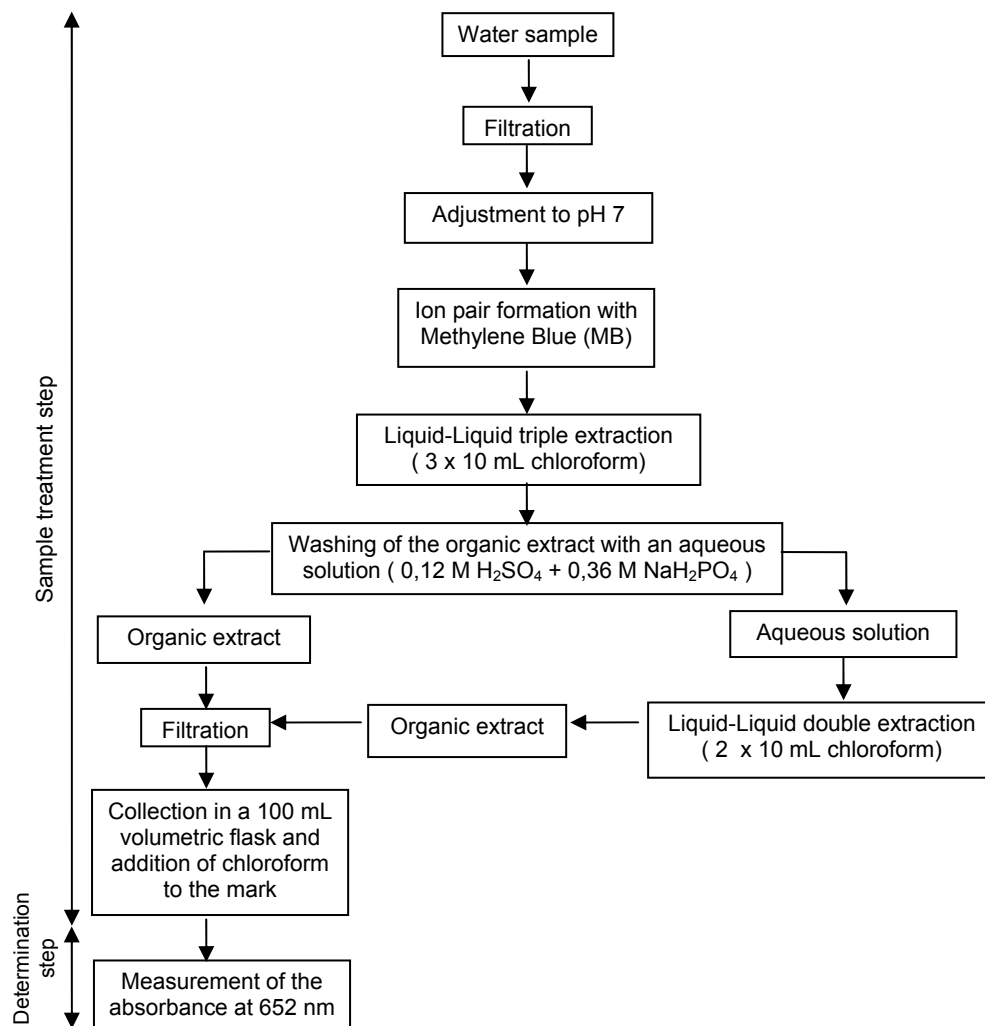 Water sample
Filtration
Adjustment to pH 7
Ion pair formation with
Methylene Blue (MB)
Liquid-Liquid triple extraction
( 3 x 10 mL chloroform)
Washing of the organic extract with an aqueous
solution ( 0,12 M H₂SO₄ + 0,36 M NaH₂PO₄ )
Organic extract
Aqueous solution
Filtration
Organic extract
Liquid-Liquid double extraction
( 2 x 10 mL chloroform)
Collection in a 100 mL
volumetric flask and
addition of chloroform
to the mark
Measurement of the
absorbance at 652 nm
Sample treatment step
Determination
step